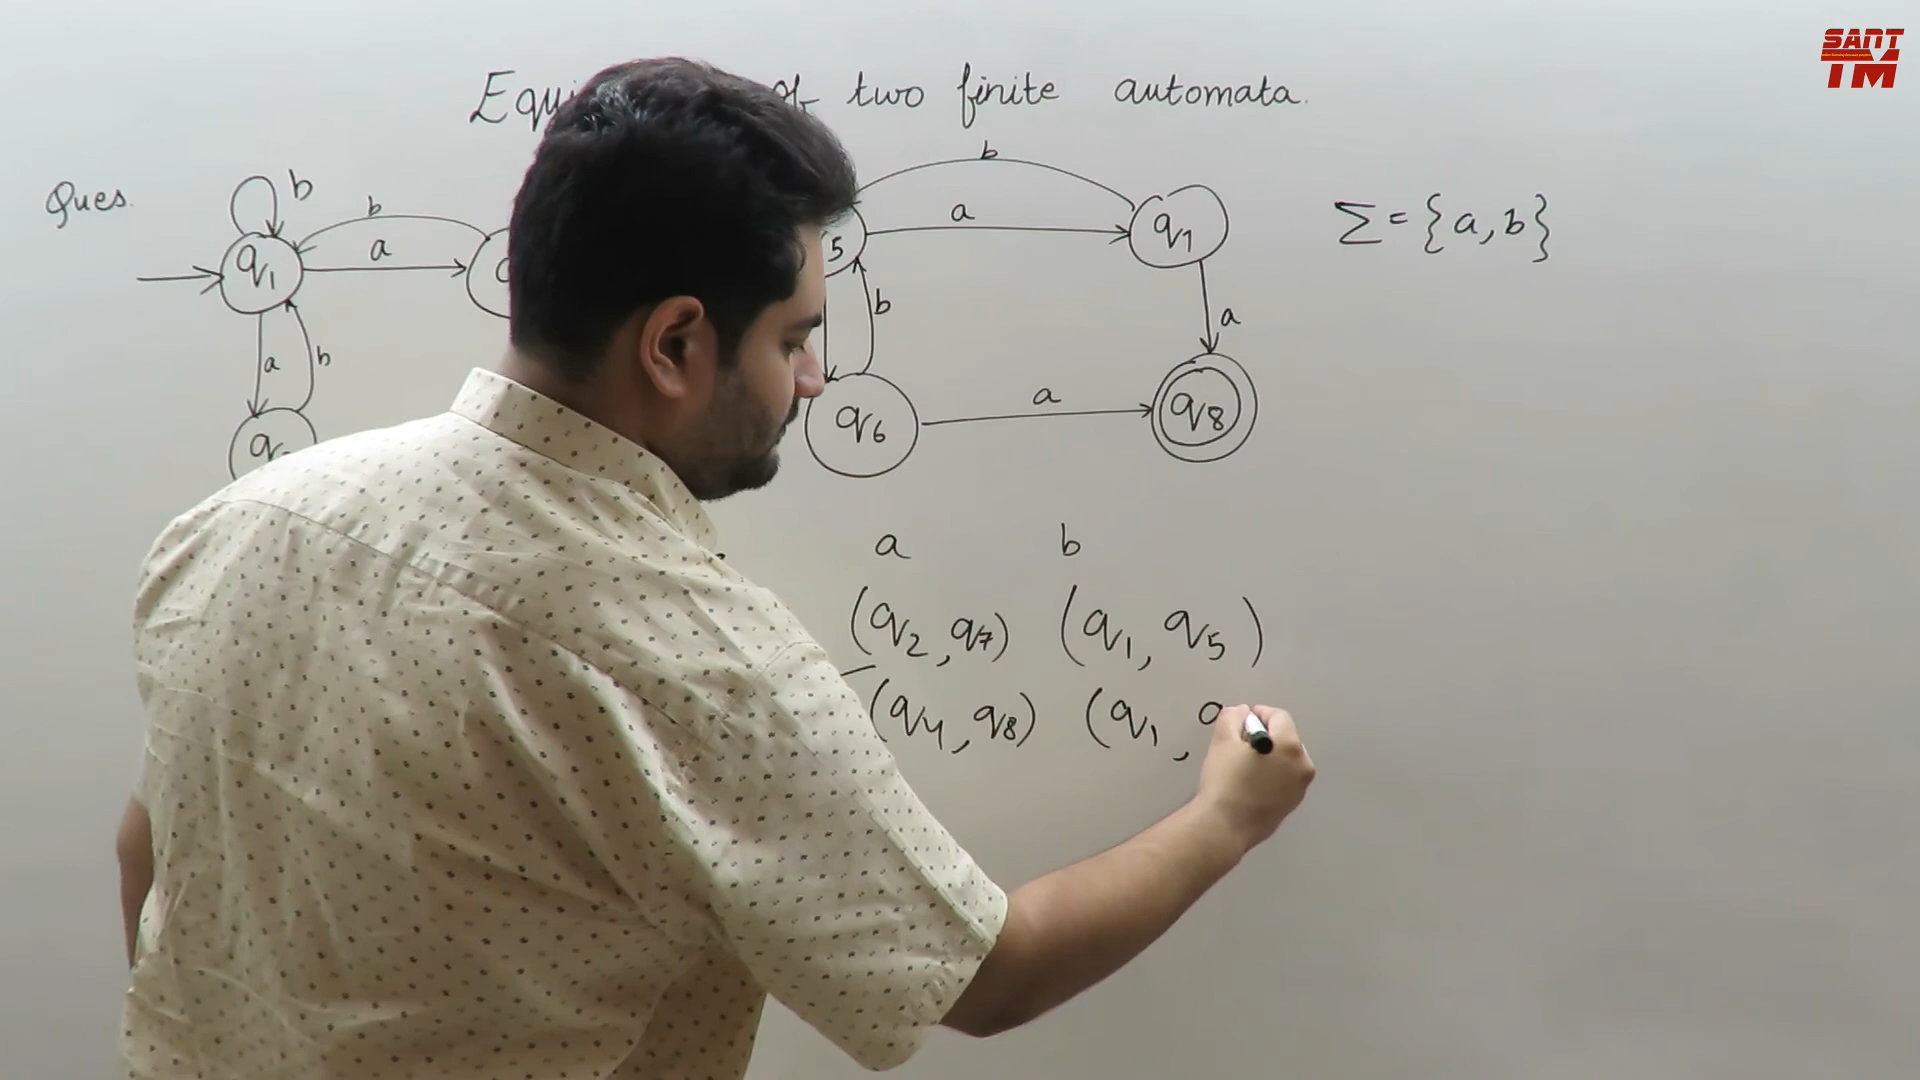 SANT
TM
of two finite automata.
Ques.
b
b
b
a
a
q1
5
q7
Σ = {a, b}
a
b
b
a
a
q6
q8
a b
(q2, q7) (q1, q5)
(q4, q8) (q1,